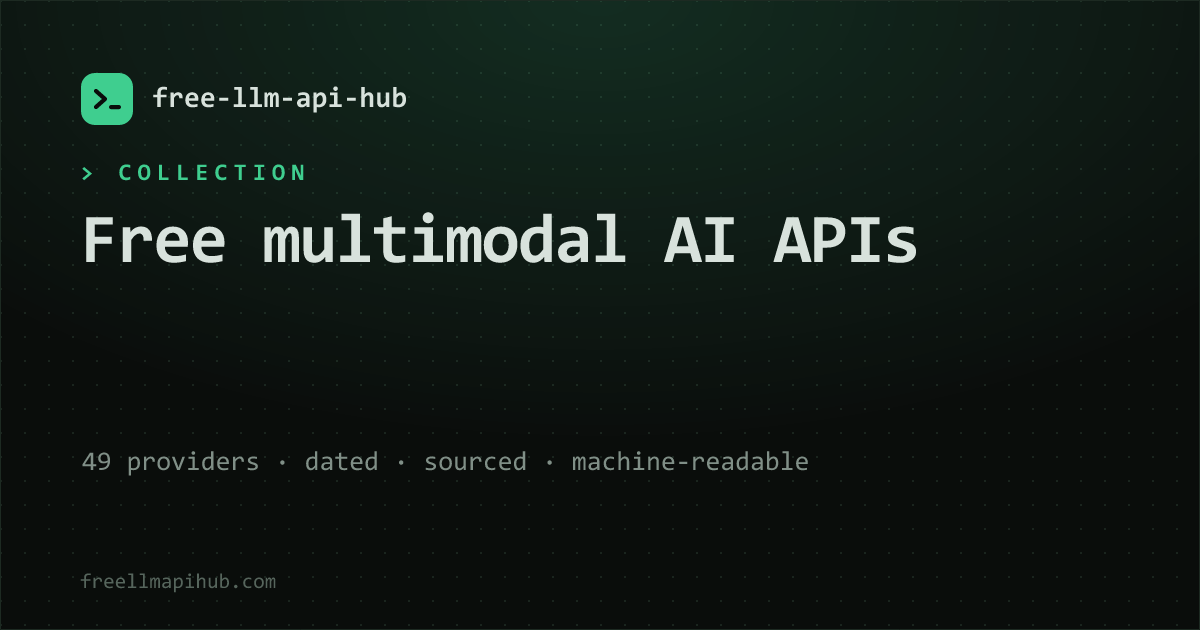 free-llm-api-hub
> COLLECTION
Free multimodal AI APIs
49 providers · dated · sourced · machine-readable
freellmapihub.com